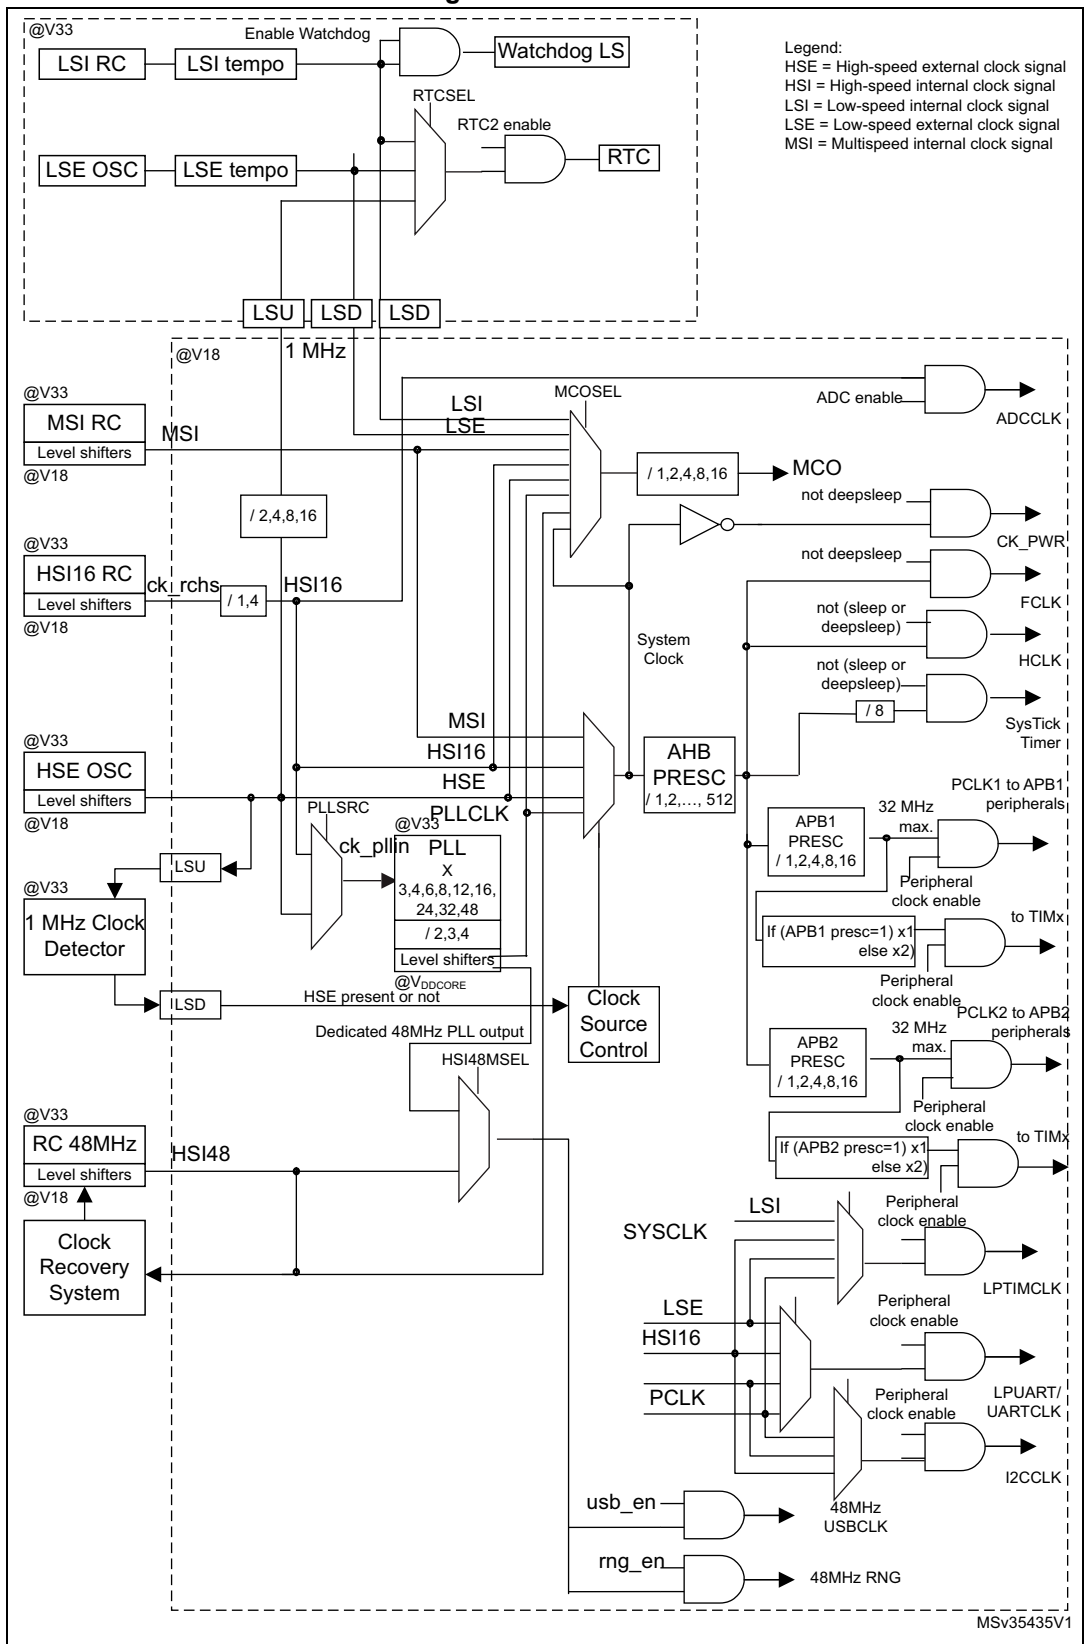 @V33
Enable Watchdog
LSI RC
LSI tempo
Watchdog LS
Legend:
HSE = High-speed external clock signal
HSI = High-speed internal clock signal
LSI = Low-speed internal clock signal
LSE = Low-speed external clock signal
MSI = Multispeed internal clock signal
RTCSEL
RTC2 enable
LSE OSC
LSE tempo
RTC
LSU
LSD
LSD
@V18
1 MHz
@V33
MSI RC
Level shifters
@V18
MSI
LSI
LSE
MCOSEL
ADC enable
ADCCLK
/ 1,2,4,8,16
MCO
/ 2,4,8,16
not deepsleep
CK_PWR
@V33
HSI16 RC
Level shifters
@V18
ck_rchs
/ 1,4
HSI16
not deepsleep
FCLK
System
Clock
not (sleep or
deepsleep)
HCLK
not (sleep or
deepsleep)
/ 8
SysTick
Timer
@V33
HSE OSC
Level shifters
@V18
MSI
HSI16
HSE
PLLCLK
AHB
PRESC
/ 1,2,…, 512
PCLK1 to APB1
peripherals
32 MHz
max.
APB1
PRESC
/ 1,2,4,8,16
Peripheral
clock enable
PLLSRC
ck_pllin
@V33
PLL
X
3,4,6,8,12,16,
24,32,48
/ 2,3,4
Level shifters
@VDDCORE
LSU
@V33
1 MHz Clock
Detector
LSD
HSE present or not
Clock
Source
Control
If (APB1 presc=1) x1
else x2)
to TIMx
Peripheral
clock enable
PCLK2 to APB2
peripherals
32 MHz
max.
APB2
PRESC
/ 1,2,4,8,16
Peripheral
clock enable
Dedicated 48MHz PLL output
HSI48MSEL
@V33
RC 48MHz
Level shifters
@V18
HSI48
If (APB2 presc=1) x1
else x2)
to TIMx
Peripheral
clock enable
Clock
Recovery
System
LSI
SYSCLK
LPTIMCLK
LSE
HSI16
PCLK
Peripheral
clock enable
LPUART/
UARTCLK
Peripheral
clock enable
I2CCLK
usb_en
48MHz
USBCLK
rng_en
48MHz RNG
MSv35435V1